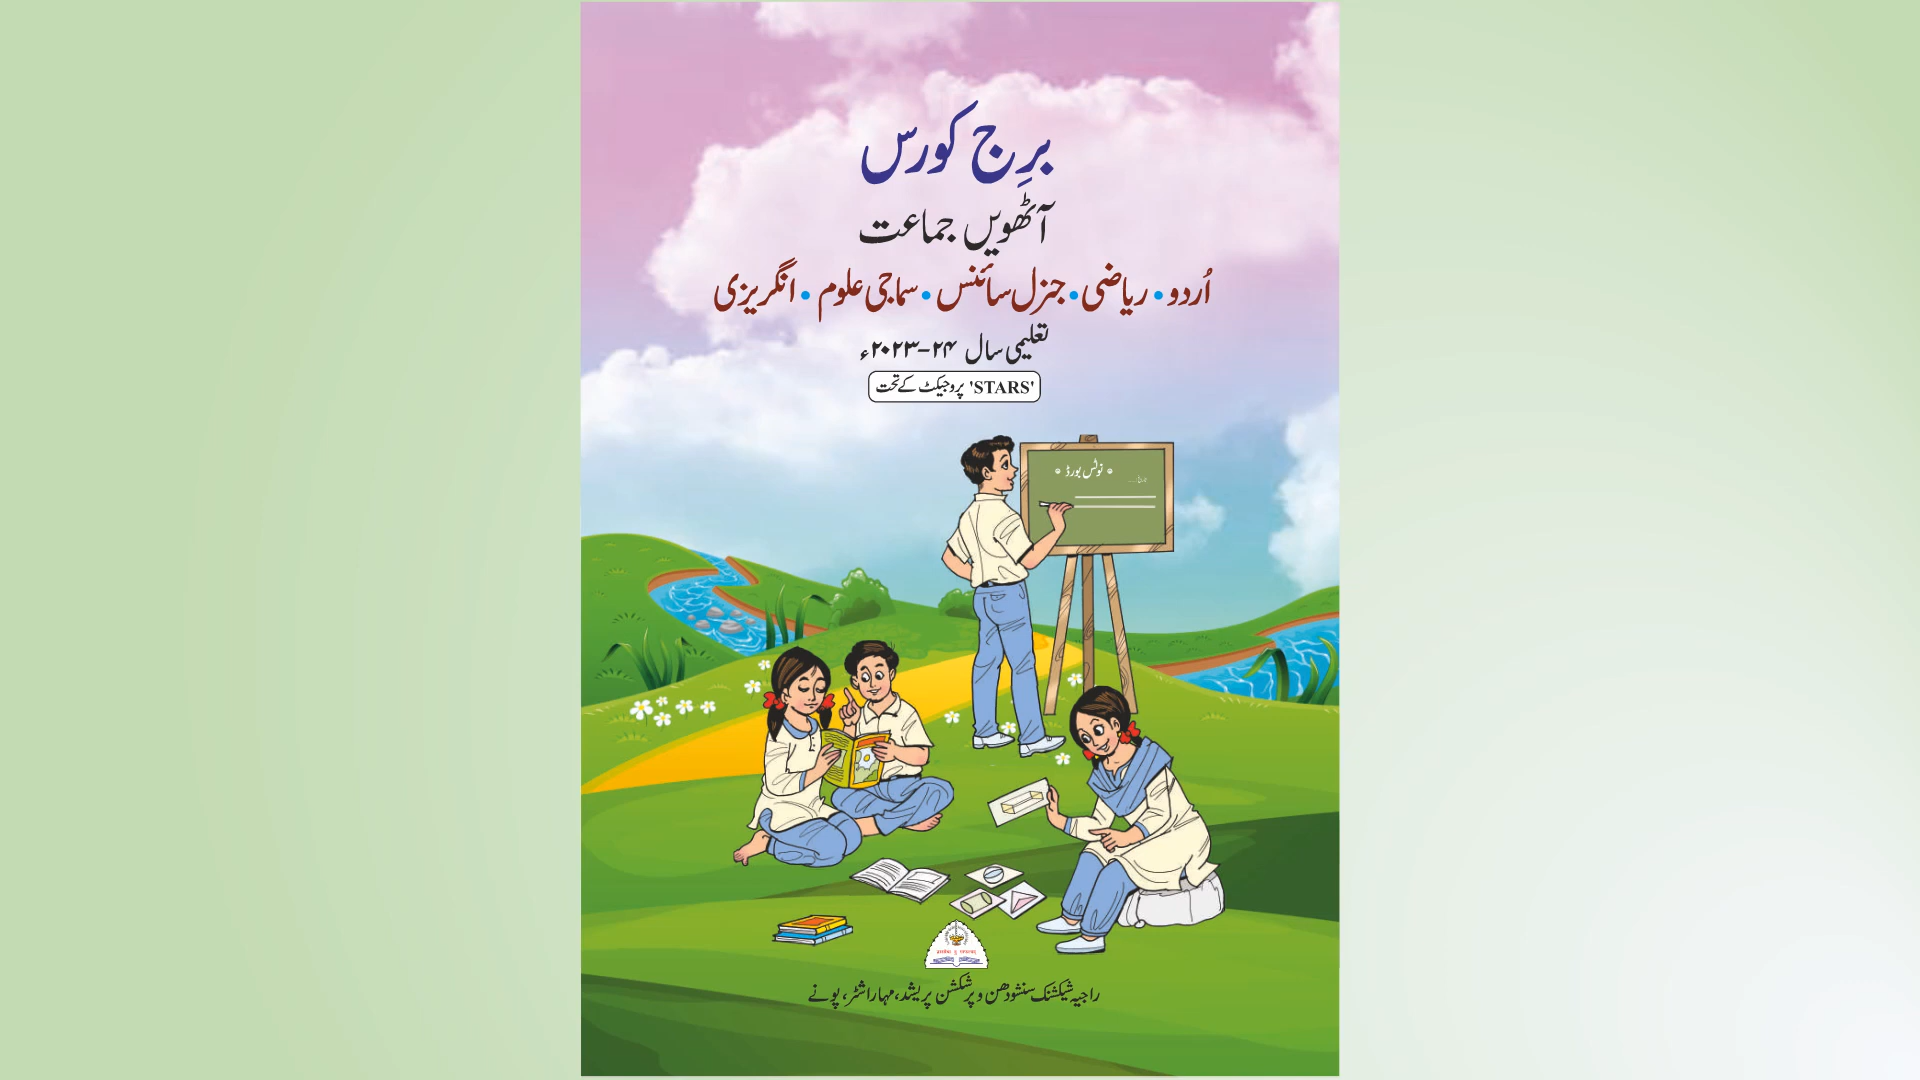 برِج کورس
آٹھویں جماعت
اُردو • ریاضی • جنرل سائنس • سماجی علوم • انگریزی
تعلیمی سال ۲۴-۲۰۲۳ء
'STARS' پروجیکٹ کے تحت
• نوٹس بورڈ •
راجیہ شیکشنک سنشودھن و پرشکشن پریشد، مہاراشٹر، پونے